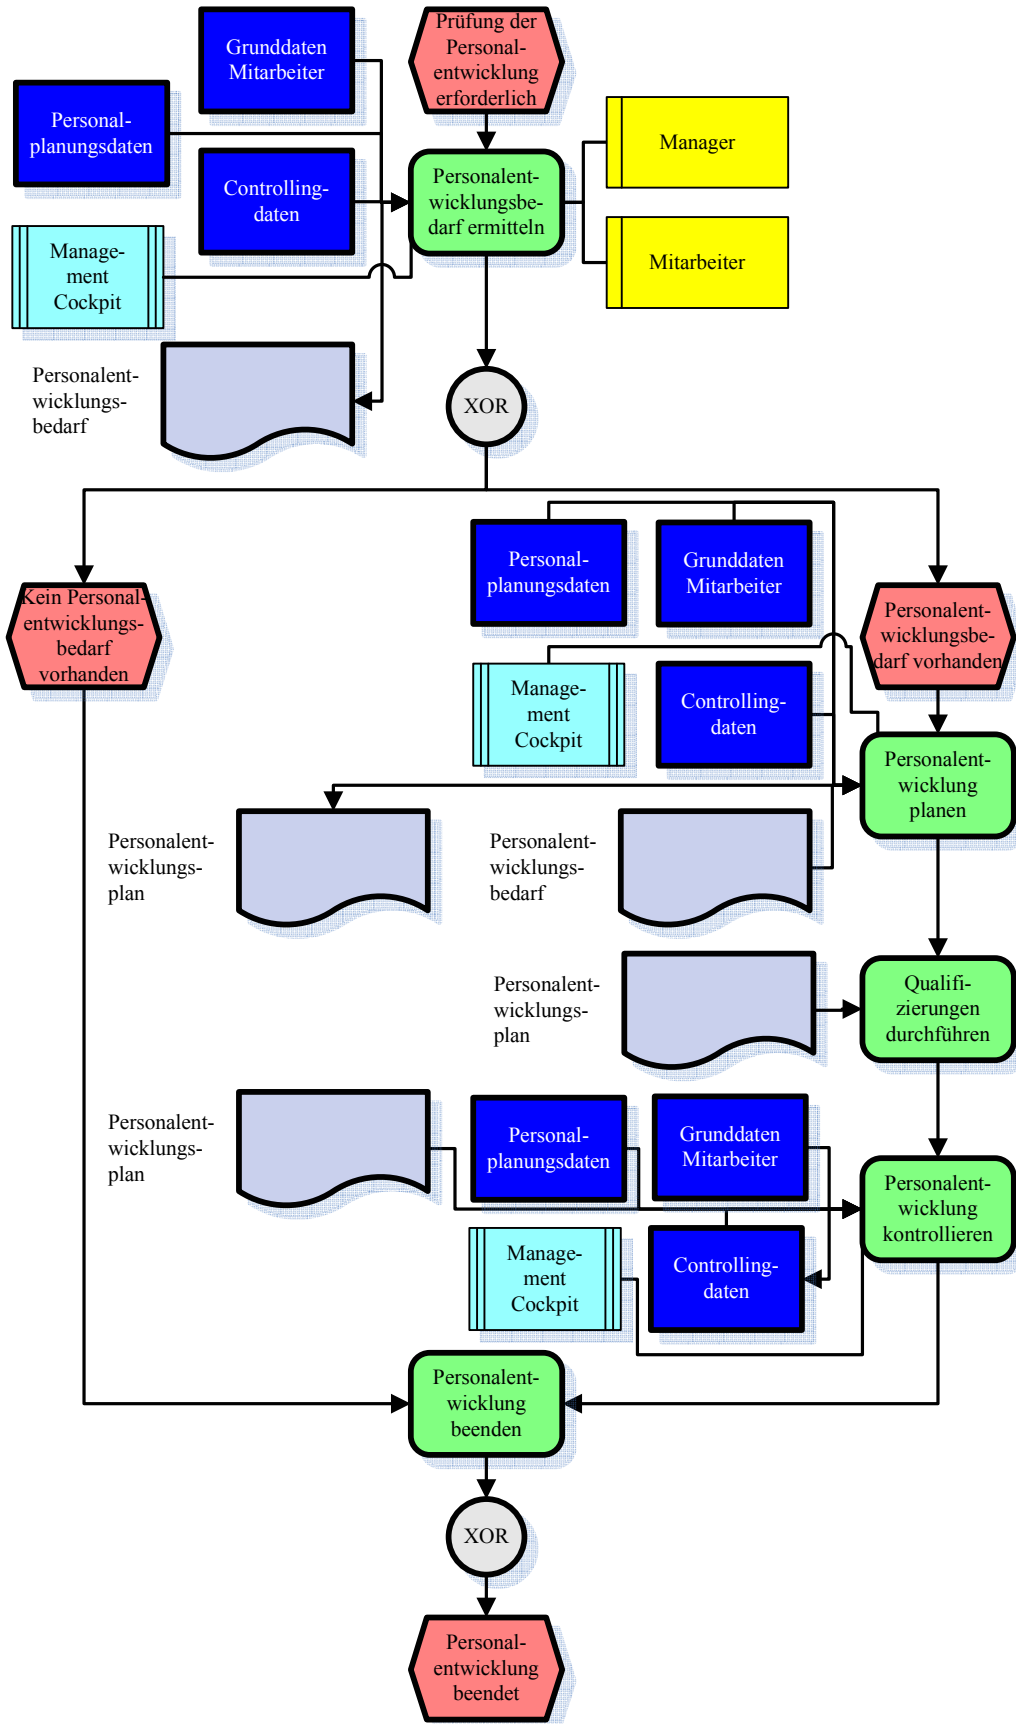 Prüfung der
Personal-
entwicklung
erforderlich
Grunddaten
Mitarbeiter
Personal-
planungsdaten
Controlling-
daten
Manage-
ment
Cockpit
Personalent-
wicklungsbe-
darf ermitteln
Manager
Mitarbeiter
Personalent-
wicklungs-
bedarf
XOR
Kein Personal-
entwicklungs-
bedarf
vorhanden
Personal-
planungsdaten
Grunddaten
Mitarbeiter
Personalent-
wicklungsbe-
darf vorhanden
Manage-
ment
Cockpit
Controlling-
daten
Personalent-
wicklung
planen
Personalent-
wicklungs-
plan
Personalent-
wicklungs-
bedarf
Personalent-
wicklungs-
plan
Qualifi-
zierungen
durchführen
Personalent-
wicklungs-
plan
Personal-
planungsdaten
Grunddaten
Mitarbeiter
Personalent-
wicklung
kontrollieren
Manage-
ment
Cockpit
Controlling-
daten
Personalent-
wicklung
beenden
XOR
Personal-
entwicklung
beendet